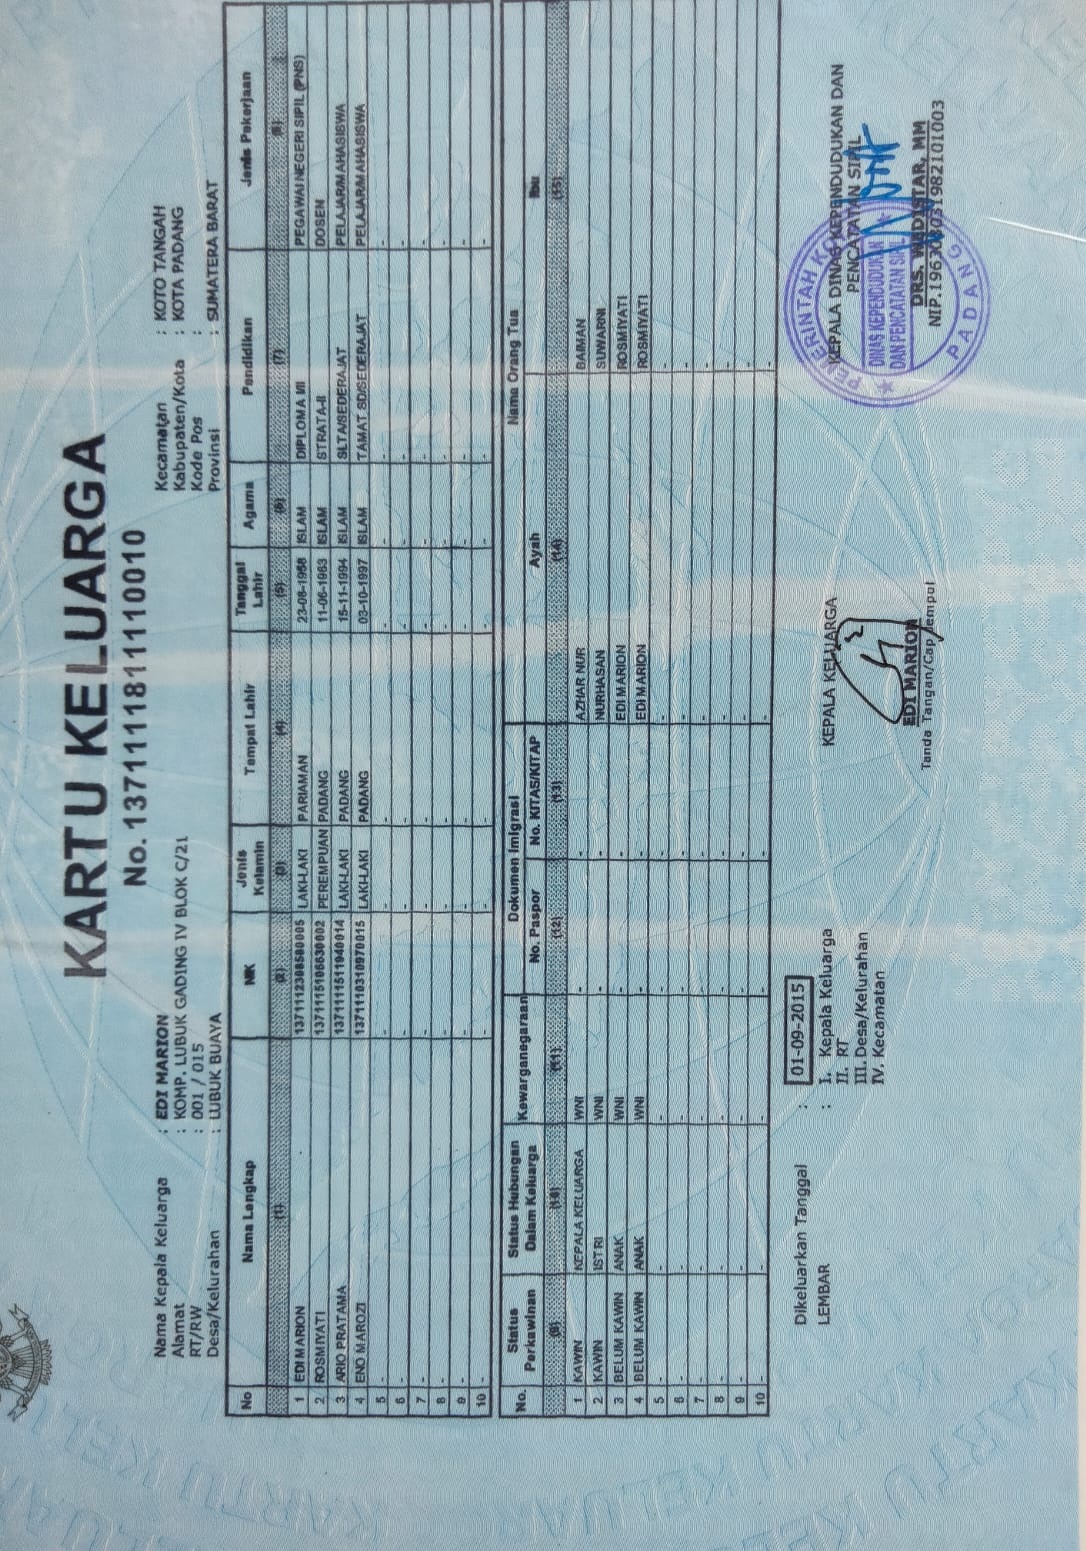 KARTU KELUARGA
No. 1371111811110010
Nama Kepala Keluarga : EDI MARION
Alamat : KOMP. LUBUK GADING IV BLOK C/21
RT/RW : 001 / 015
Desa/Kelurahan : LUBUK BUAYA
Kecamatan : KOTO TANGAH
Kabupaten/Kota : KOTA PADANG
Kode Pos :
Provinsi : SUMATERA BARAT
No Nama Lengkap NIK Jenis Kelamin Tempat Lahir Tanggal Lahir Agama Pendidikan Jenis Pekerjaan
(1) (2) (3) (4) (5) (6) (7) (8)
1 EDI MARION 1371112308580005 LAKI-LAKI PARIAMAN 23-08-1958 ISLAM DIPLOMA I/II PEGAWAI NEGERI SIPIL (PNS)
2 ROSMIYATI 1371115106630002 PEREMPUAN PADANG 11-06-1963 ISLAM STRATA-II DOSEN
3 ARIO PRATAMA 1371111511940014 LAKI-LAKI PADANG 15-11-1994 ISLAM SLTA/SEDERAJAT PELAJAR/MAHASISWA
4 ENO MAROZI 1371110310970015 LAKI-LAKI PADANG 03-10-1997 ISLAM TAMAT SD/SEDERAJAT PELAJAR/MAHASISWA
5 - - - - - - - -
6 - - - - - - - -
7 - - - - - - - -
8 - - - - - - - -
9 - - - - - - - -
10 - - - - - - - -
No. Status Perkawinan Status Hubungan Dalam Keluarga Kewarganegaraan Dokumen Imigrasi Nama Orang Tua
No. Paspor No. KITAS/KITAP Ayah Ibu
(9) (10) (11) (12) (13) (14) (15)
1 KAWIN KEPALA KELUARGA WNI - - AZHAR NUR BAIMAN
2 KAWIN ISTRI WNI - - NURHASAN SUWARNI
3 BELUM KAWIN ANAK WNI - - EDI MARION ROSMIYATI
4 BELUM KAWIN ANAK WNI - - EDI MARION ROSMIYATI
5 - - - - - - -
6 - - - - - - -
7 - - - - - - -
8 - - - - - - -
9 - - - - - - -
10 - - - - - - -
Dikeluarkan Tanggal : 01-09-2015
LEMBAR : I. Kepala Keluarga
II. RT
III. Desa/Kelurahan
IV. Kecamatan
KEPALA KELUARGA
EDI MARION
Tanda Tangan/Cap Jempol
KEPALA DINAS KEPENDUDUKAN DAN
PENCATATAN SIPIL
DRS. WEDISTAR, MM
NIP.196308031982101003
PEMERINTAH KOTA
DINAS KEPENDUDUKAN
DAN PENCATATAN SIPIL
PADANG